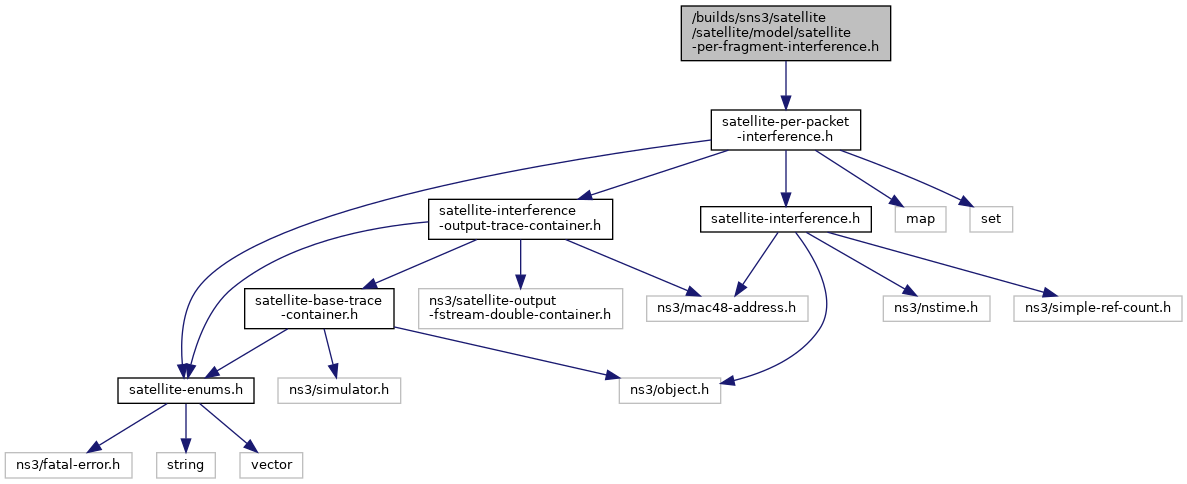 /builds/sns3/satellite
/satellite/model/satellite
-per-fragment-interference.h
satellite-per-packet
-interference.h
satellite-interference
-output-trace-container.h
satellite-interference.h
map
set
satellite-base-trace
-container.h
ns3/satellite-output
-fstream-double-container.h
ns3/mac48-address.h
ns3/nstime.h
ns3/simple-ref-count.h
satellite-enums.h
ns3/simulator.h
ns3/object.h
ns3/fatal-error.h
string
vector